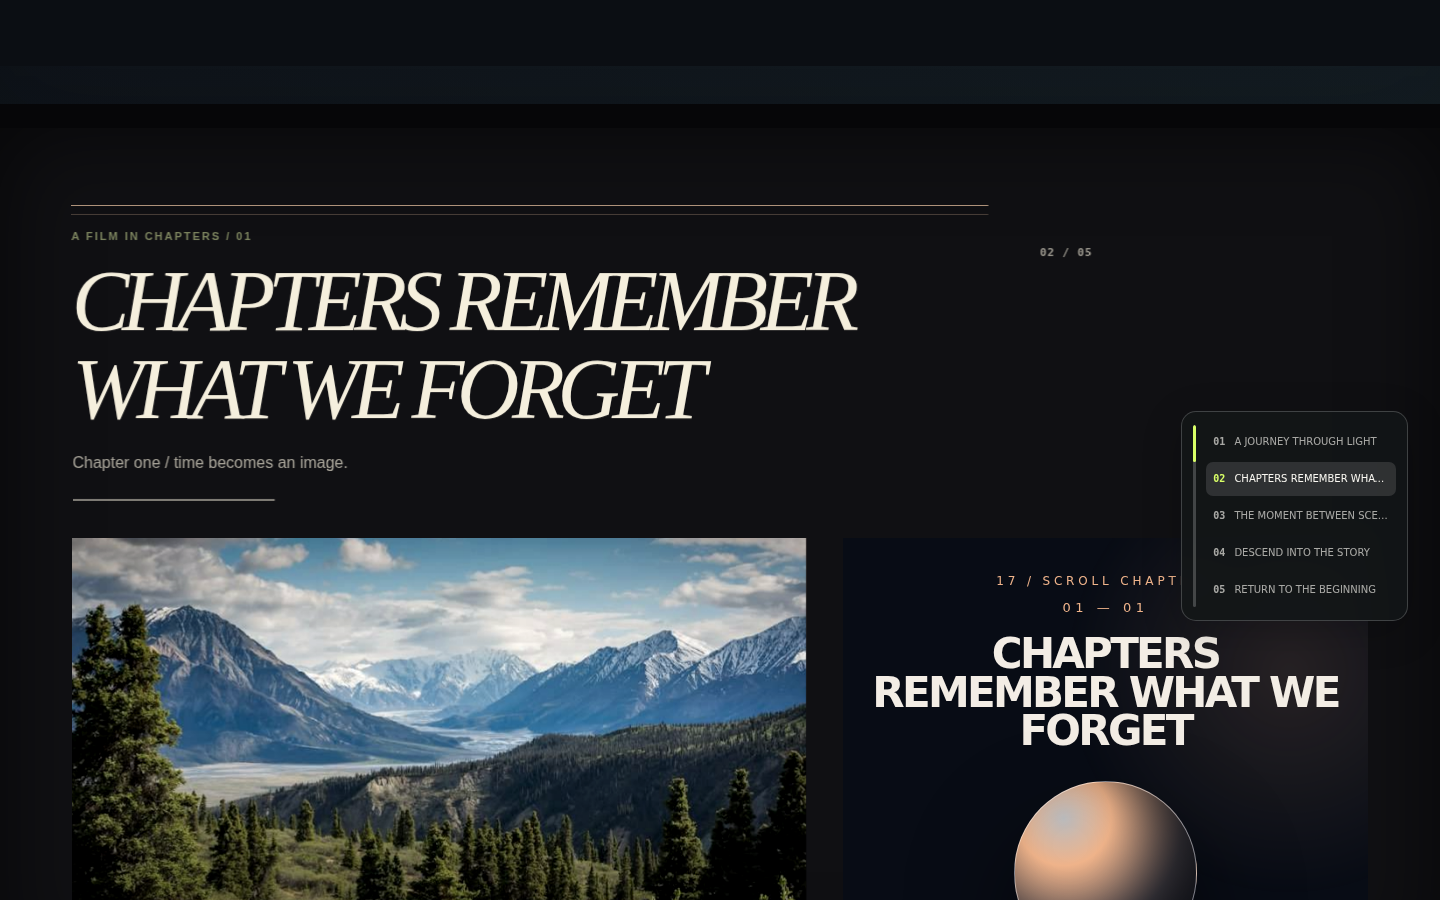 A FILM IN CHAPTERS / 01
02 / 05
CHAPTERS REMEMBER
WHAT WE FORGET
Chapter one / time becomes an image.
01 A JOURNEY THROUGH LIGHT
02 CHAPTERS REMEMBER WHA...
03 THE MOMENT BETWEEN SCE...
04 DESCEND INTO THE STORY
05 RETURN TO THE BEGINNING
17 / SCROLL CHAPT
01 — 01
CHAPTERS
REMEMBER WHAT WE
FORGET